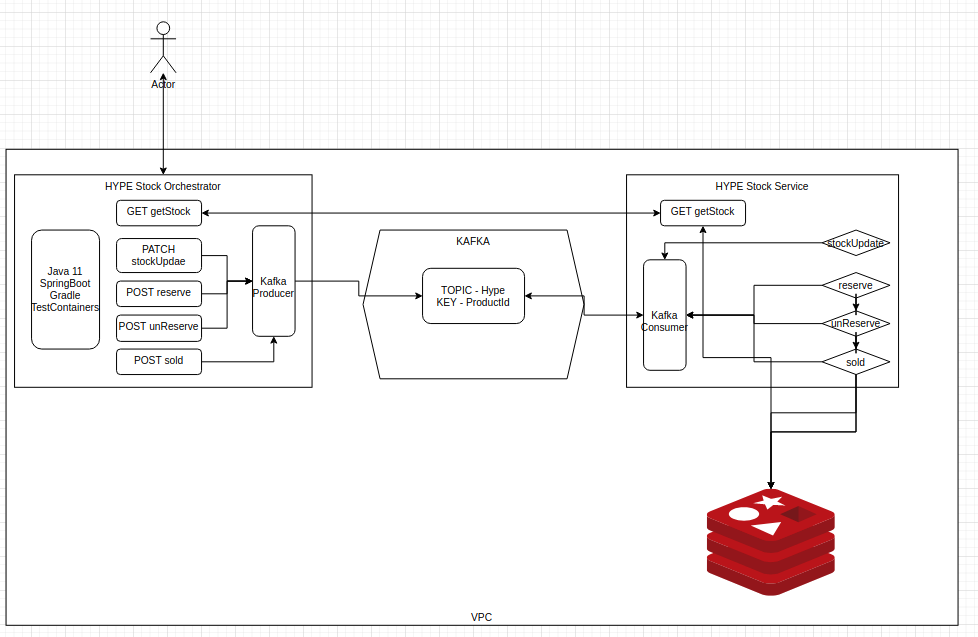 Actor
HYPE Stock Orchestrator
GET getStock
Java 11
SpringBoot
Gradle
TestContainers
PATCH
stockUpdae
POST reserve
POST unReserve
POST sold
Kafka
Producer
KAFKA
TOPIC - Hype
KEY - ProductId
HYPE Stock Service
GET getStock
Kafka
Consumer
stockUpdate
reserve
unReserve
sold
VPC